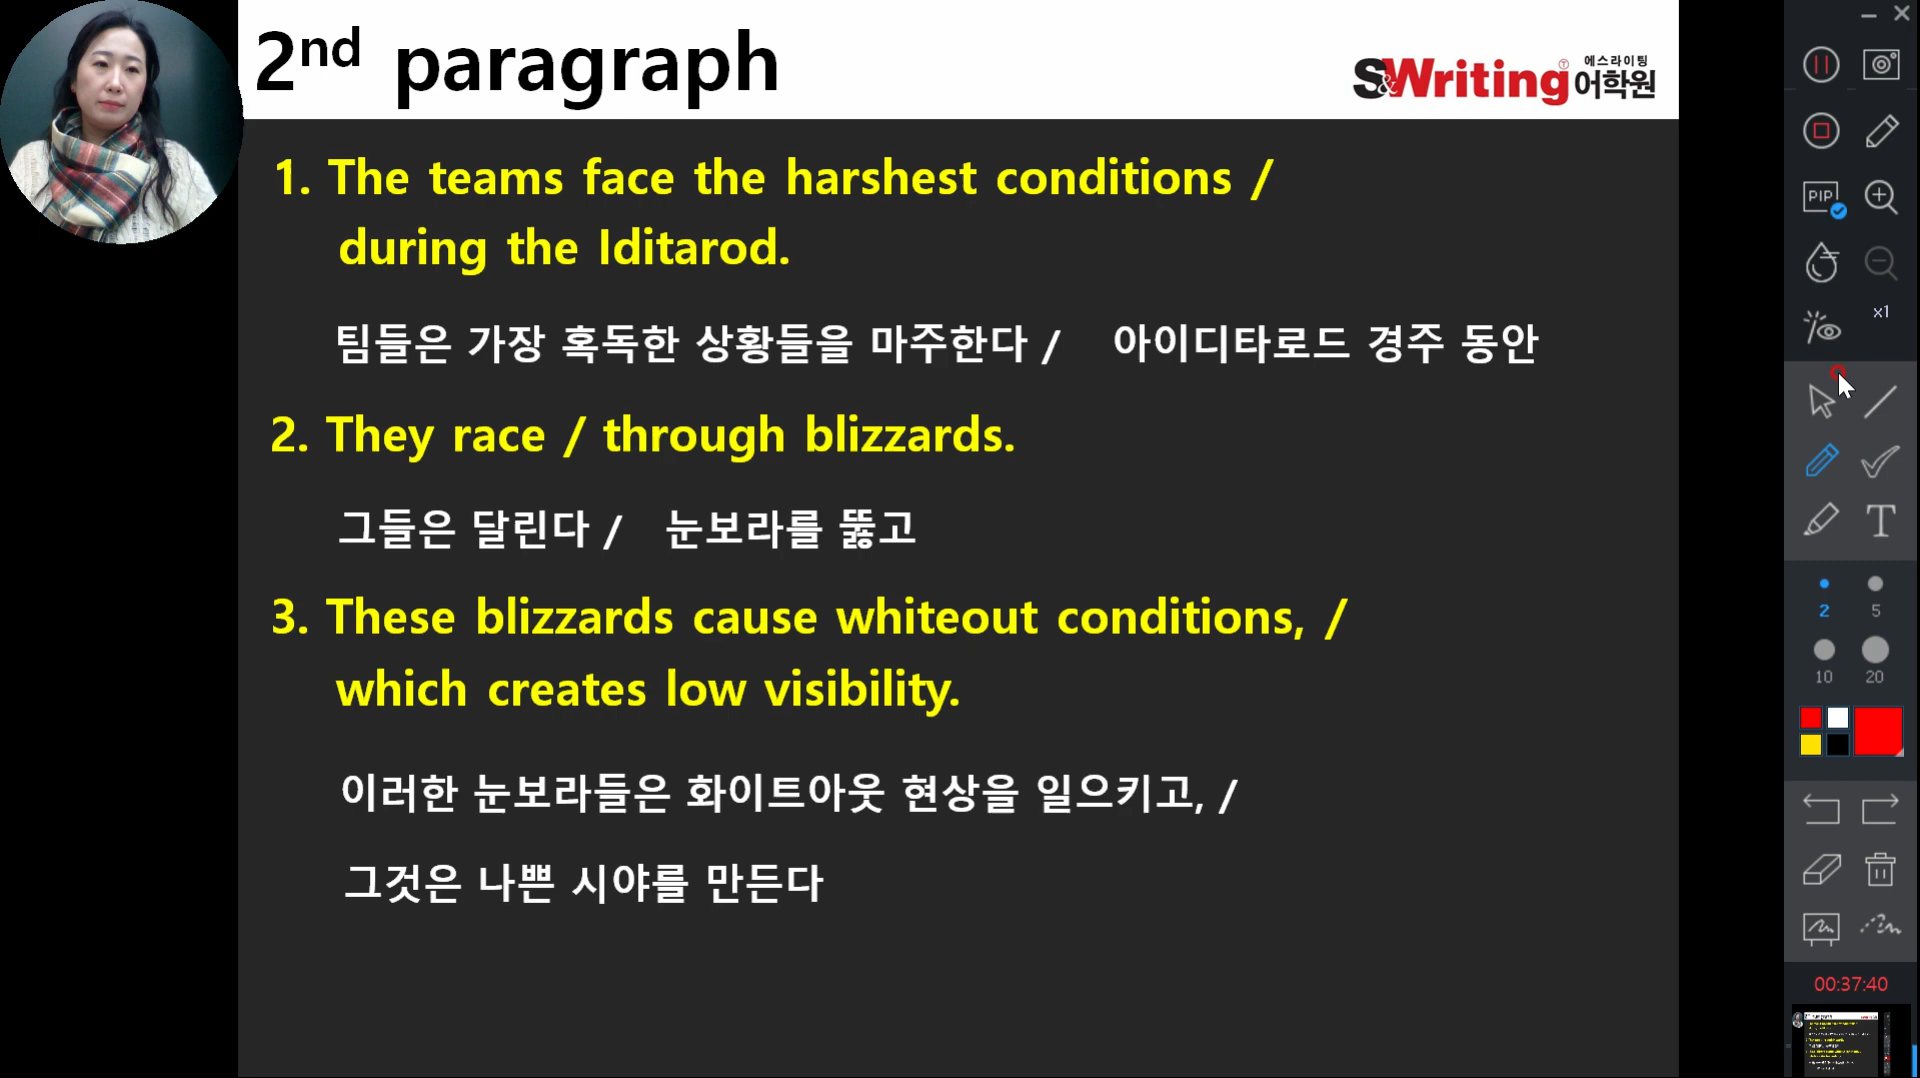 2nd paragraph
S&Writing 에스라이팅 어학원
1. The teams face the harshest conditions /
during the Iditarod.
팀들은 가장 혹독한 상황들을 마주한다 / 아이디타로드 경주 동안
2. They race / through blizzards.
그들은 달린다 / 눈보라를 뚫고
3. These blizzards cause whiteout conditions, /
which creates low visibility.
이러한 눈보라들은 화이트아웃 현상을 일으키고, /
그것은 나쁜 시야를 만든다
PIP
x1
T
2 5
10 20
00:37:40